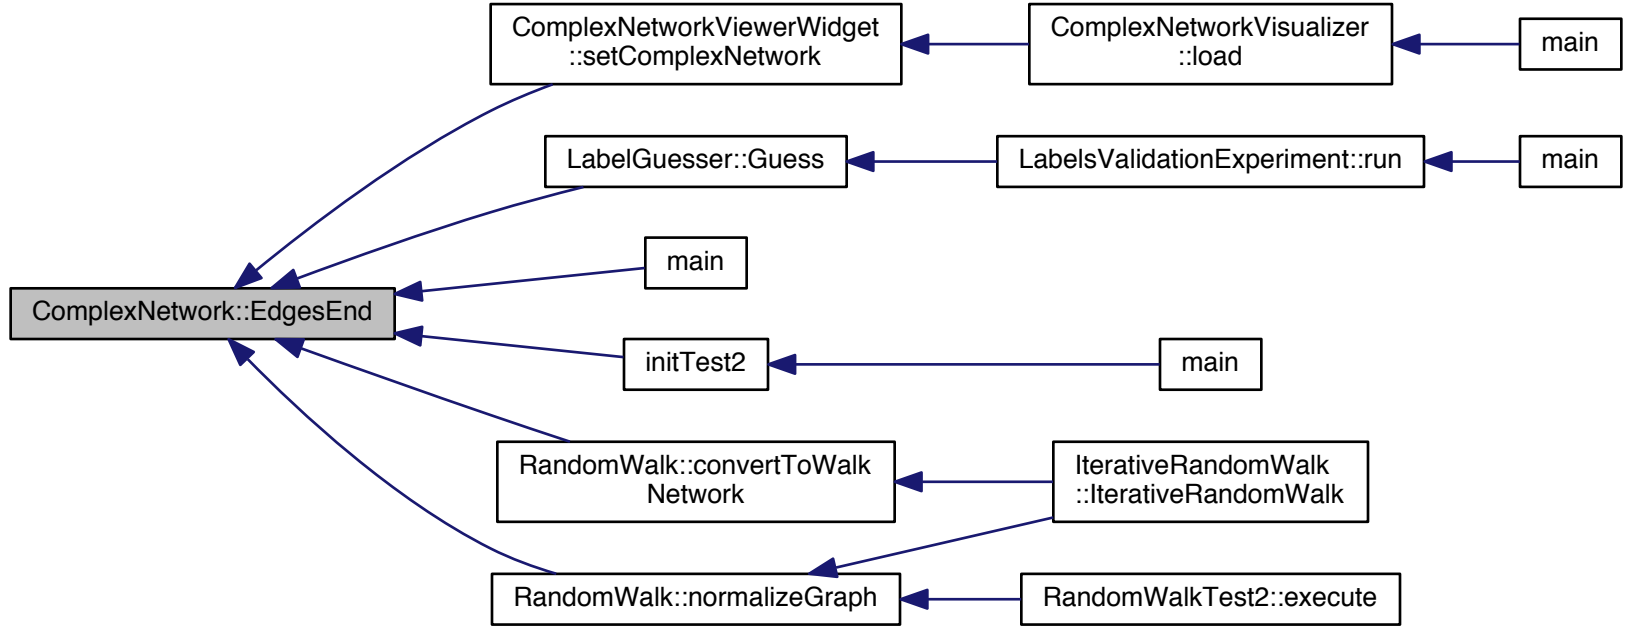 ComplexNetworkViewerWidget
::setComplexNetwork
ComplexNetworkVisualizer
::load
main
LabelGuesser::Guess
LabelsValidationExperiment::run
main
main
ComplexNetwork::EdgesEnd
initTest2
main
RandomWalk::convertToWalk
Network
IterativeRandomWalk
::IterativeRandomWalk
RandomWalk::normalizeGraph
RandomWalkTest2::execute